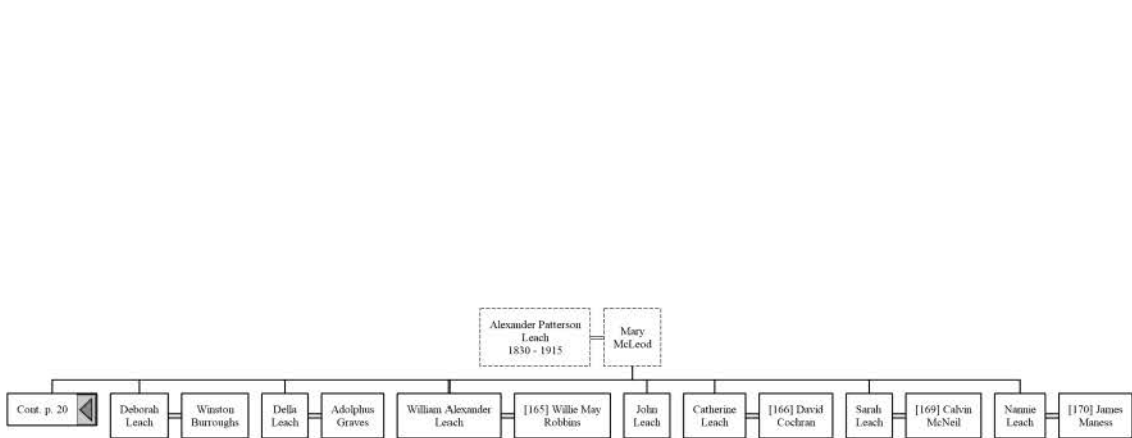 Alexander Patterson
Leach
1830 - 1915
Mary
McLeod
Cont. p. 20
Deborah
Leach
Winston
Burroughs
Della
Leach
Adolphus
Graves
William Alexander
Leach
[165] Willie May
Robbins
John
Leach
Catherine
Leach
[166] David
Cochran
Sarah
Leach
[169] Calvin
McNeil
Nannie
Leach
[170] James
Maness